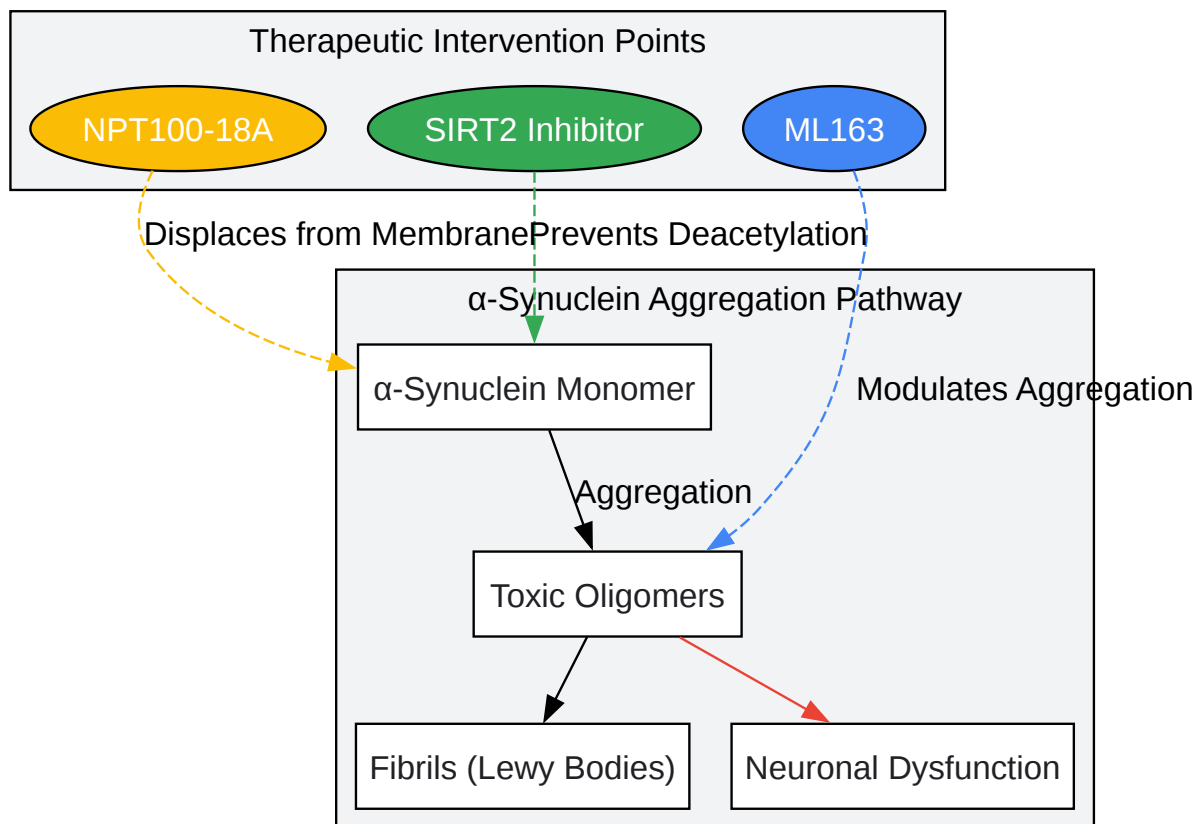 Therapeutic Intervention Points
NPT100-18A
SIRT2 Inhibitor
ML163
Displaces from Membrane
Prevents Deacetylation
α-Synuclein Aggregation Pathway
α-Synuclein Monomer
Modulates Aggregation
Aggregation
Toxic Oligomers
Fibrils (Lewy Bodies)
Neuronal Dysfunction